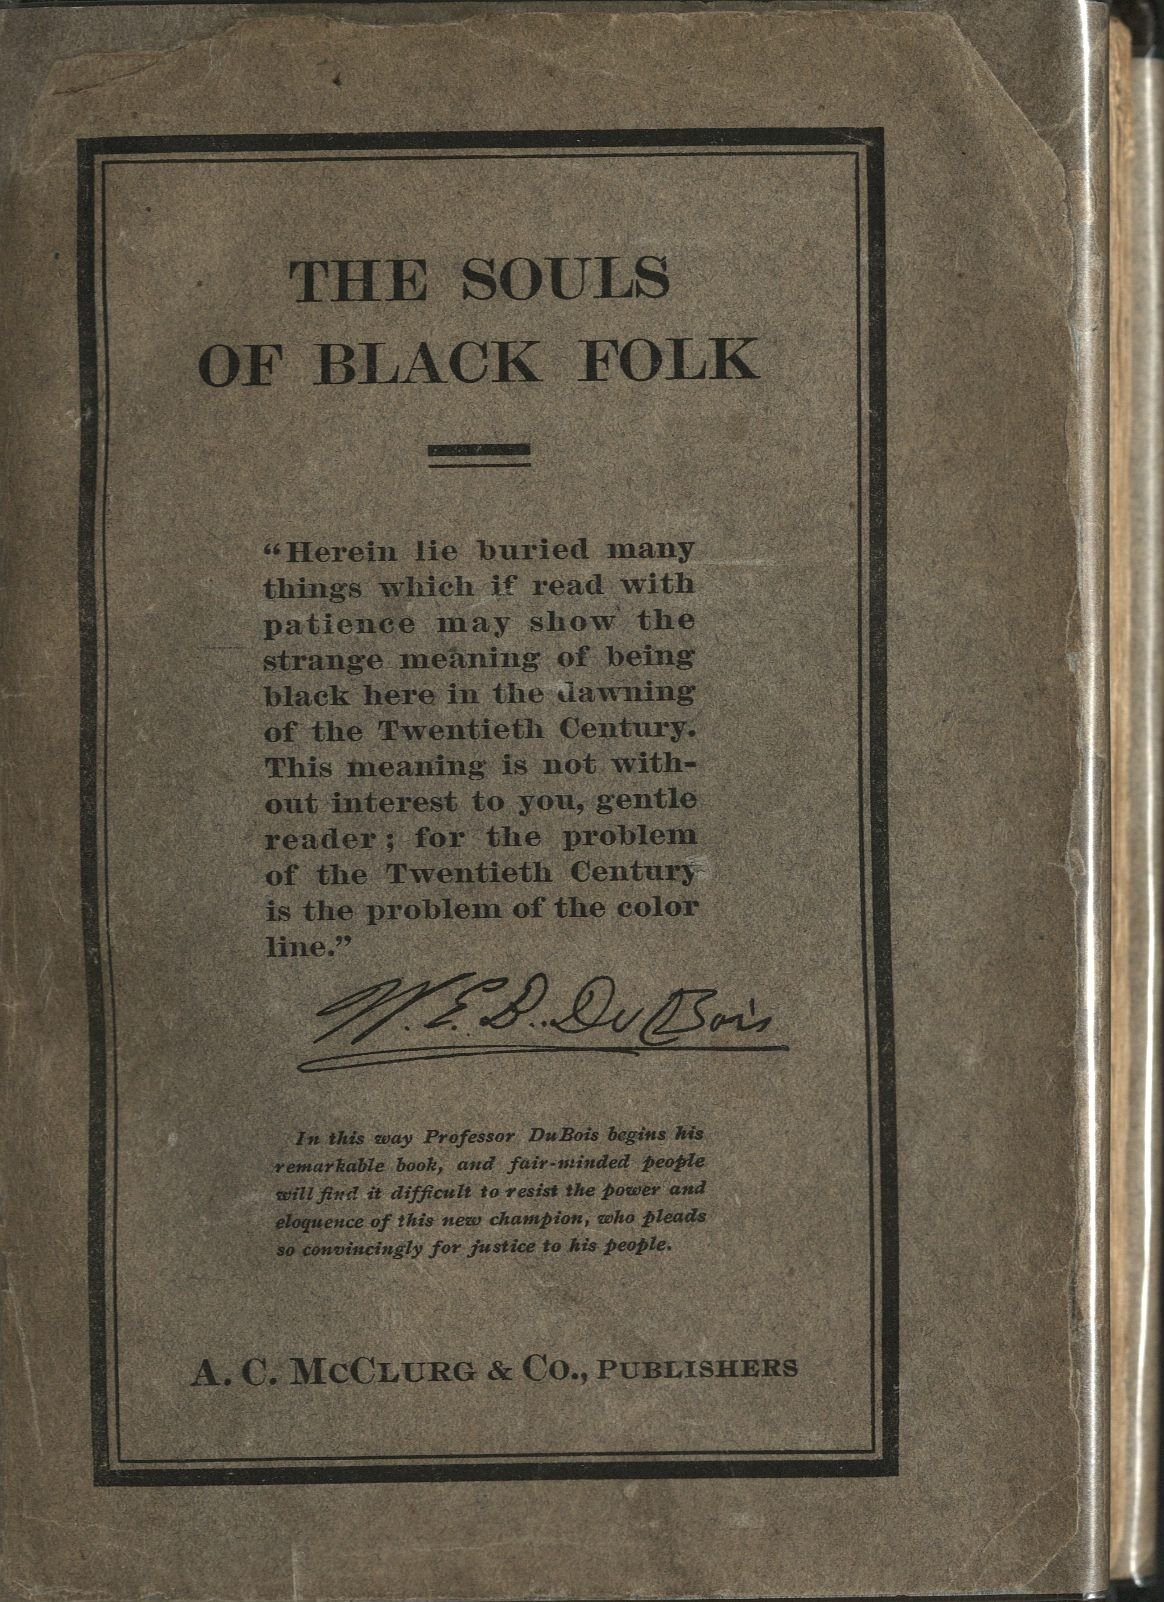 THE SOULS
OF BLACK FOLK
“Herein lie buried many
things which if read with
patience may show the
strange meaning of being
black here in the dawning
of the Twentieth Century.
This meaning is not with-
out interest to you, gentle
reader; for the problem
of the Twentieth Century
is the problem of the color
line.”
W. E. B. Du Bois
In this way Professor DuBois begins his
remarkable book, and fair-minded people
will find it difficult to resist the power and
eloquence of this new champion, who pleads
so convincingly for justice to his people.
A. C. McClurg & Co., Publishers